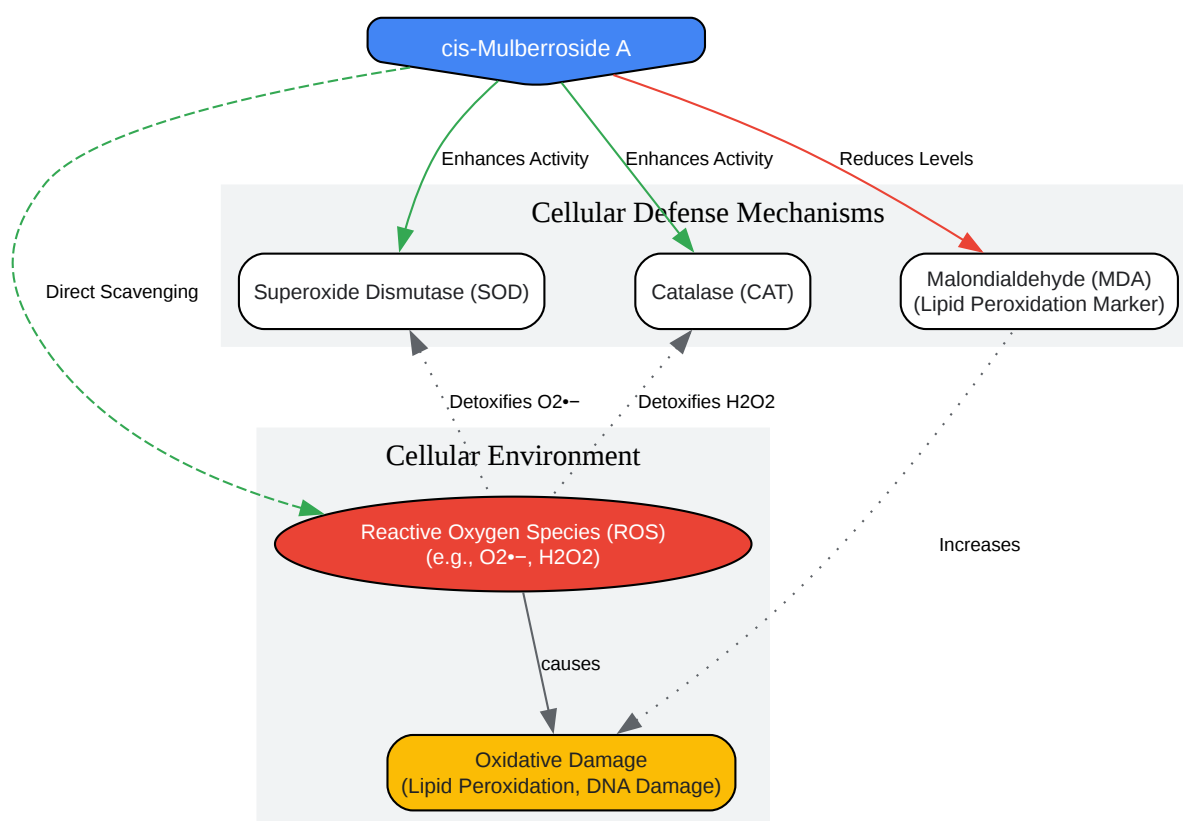 cis-Mulberroside A
Enhances Activity
Enhances Activity
Reduces Levels
Cellular Defense Mechanisms
Direct Scavenging
Superoxide Dismutase (SOD)
Catalase (CAT)
Malondialdehyde (MDA)
(Lipid Peroxidation Marker)
Detoxifies O2•−
Detoxifies H2O2
Cellular Environment
Reactive Oxygen Species (ROS)
(e.g., O2•−, H2O2)
Increases
causes
Oxidative Damage
(Lipid Peroxidation, DNA Damage)